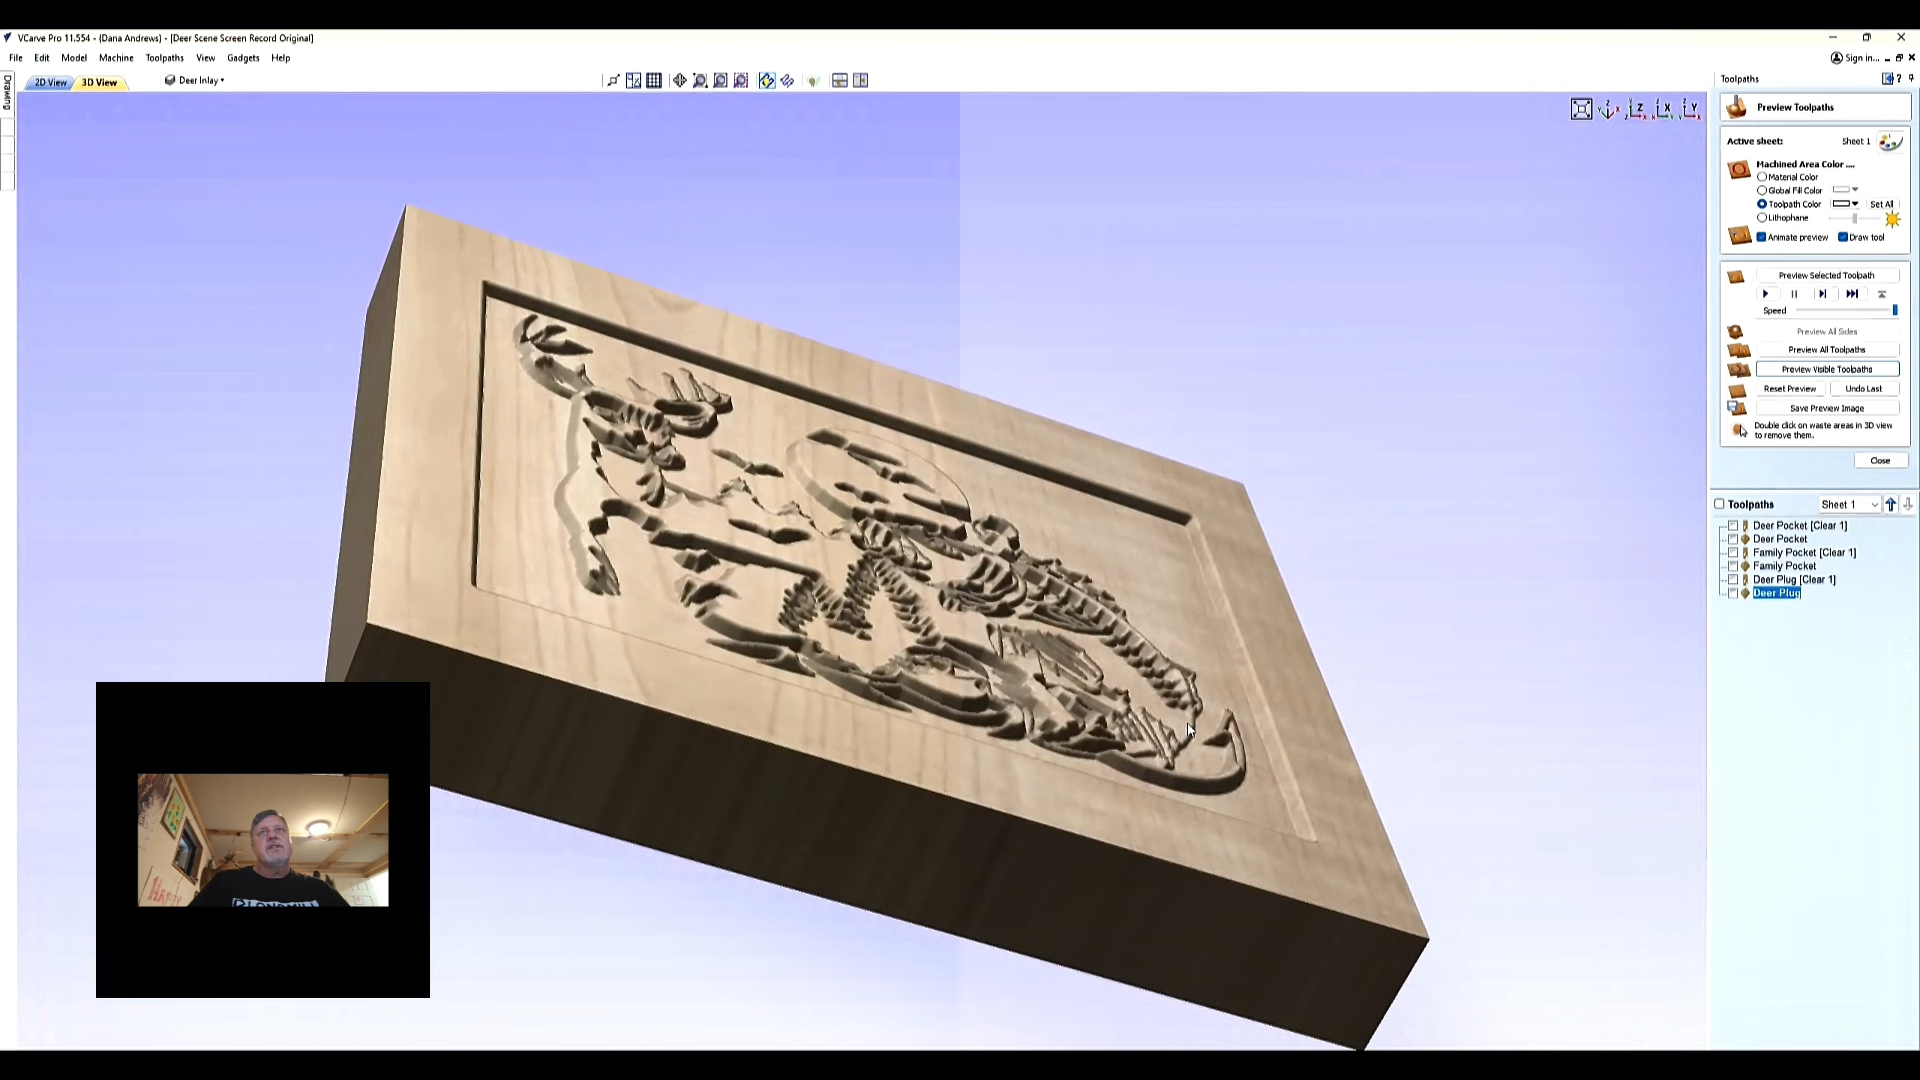 VCarve Pro 11.554 - {Dana Andrews} - [Deer Scene Screen Record Original]
File Edit Model Machine Toolpaths View Gadgets Help
Sign in...
Drawing
2D View 3D View Deer Inlay
Z X Y
Toolpaths
Preview Toolpaths
Active sheet: Sheet 1
Machined Area Color ....
Material Color
Global Fill Color
Toolpath Color Set All
Lithophane
Animate preview Draw tool
Preview Selected Toolpath
Speed
Preview All Sides
Preview All Toolpaths
Preview Visible Toolpaths
Reset Preview Undo Last
Save Preview Image
Double click on waste areas in 3D view
to remove them.
Close
Toolpaths Sheet 1
Deer Pocket [Clear 1]
Deer Pocket
Family Pocket [Clear 1]
Family Pocket
Deer Plug [Clear 1]
Deer Plug